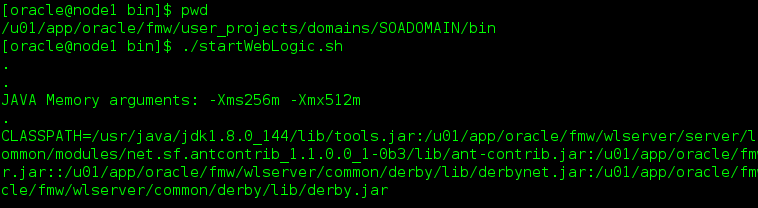 [oracle@node1 bin]$ pwd
/u01/app/oracle/fmw/user_projects/domains/SOADOMAIN/bin
[oracle@node1 bin]$ ./startWebLogic.sh
.
.
JAVA Memory arguments: -Xms256m -Xmx512m
.
CLASSPATH=/usr/java/jdk1.8.0_144/lib/tools.jar:/u01/app/oracle/fmw/wlserver/server/l
ommon/modules/net.sf.antcontrib_1.1.0.0_1-0b3/lib/ant-contrib.jar:/u01/app/oracle/fm
r.jar::/u01/app/oracle/fmw/wlserver/common/derby/lib/derbynet.jar:/u01/app/oracle/fmw
cle/fmw/wlserver/common/derby/lib/derby.jar